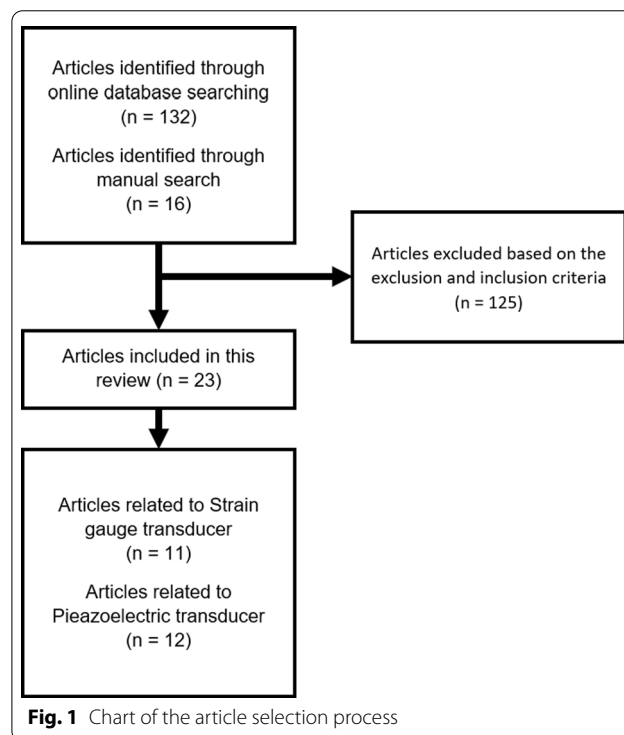 Articles identified through
online database searching
(n = 132)
Articles identified through
manual search
(n = 16)
Articles excluded based on the
exclusion and inclusion criteria
(n = 125)
Articles included in this
review (n = 23)
Articles related to Strain
gauge transducer
(n = 11)
Articles related to
Pieazoelectric transducer
(n = 12)
Fig. 1 Chart of the article selection process